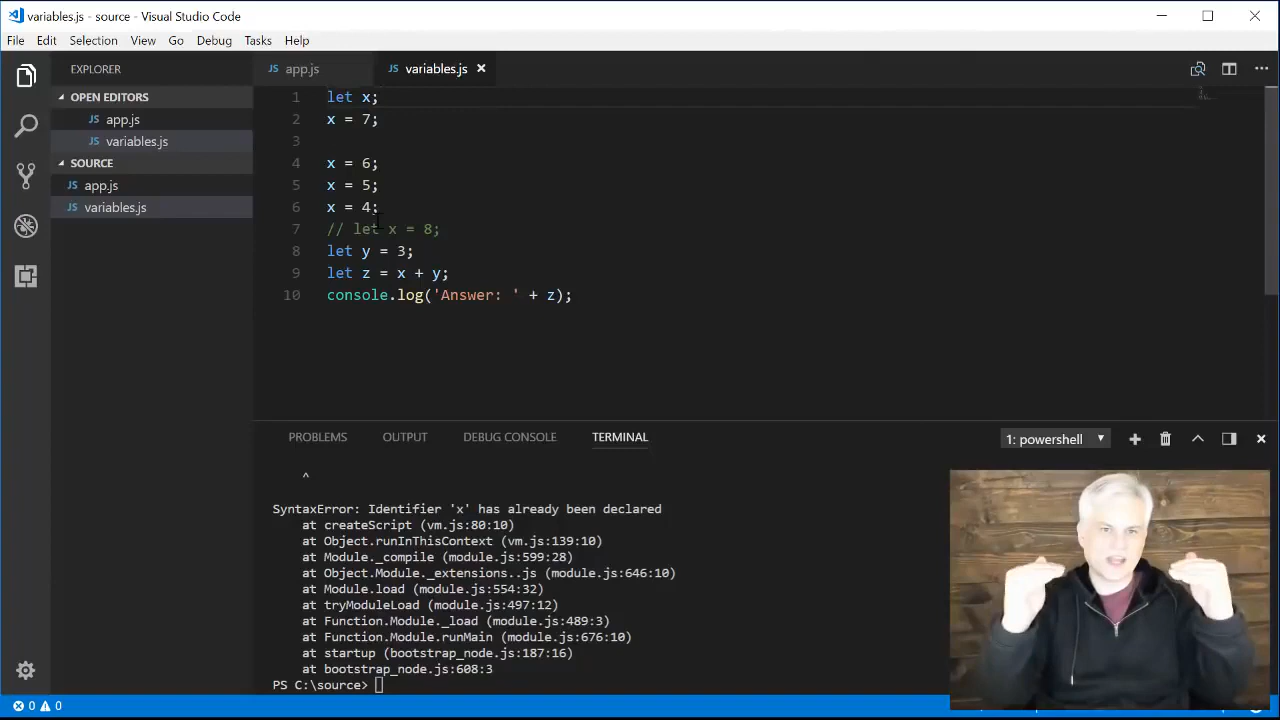 variables.js - source - Visual Studio Code
File Edit Selection View Go Debug Tasks Help
EXPLORER
OPEN EDITORS
JS app.js
JS variables.js
SOURCE
JS app.js
JS variables.js
JS app.js JS variables.js
1 let x;
2 x = 7;
3
4 x = 6;
5 x = 5;
6 x = 4;
7 // let x = 8;
8 let y = 3;
9 let z = x + y;
10 console.log('Answer: ' + z);
PROBLEMS OUTPUT DEBUG CONSOLE TERMINAL 1: powershell
^
SyntaxError: Identifier 'x' has already been declared
at createScript (vm.js:80:10)
at Object.runInThisContext (vm.js:139:10)
at Module._compile (module.js:599:28)
at Object.Module._extensions..js (module.js:646:10)
at Module.load (module.js:554:32)
at tryModuleLoad (module.js:497:12)
at Function.Module._load (module.js:489:3)
at Function.Module.runMain (module.js:676:10)
at startup (bootstrap_node.js:187:16)
at bootstrap_node.js:608:3
PS C:\source>
0 0